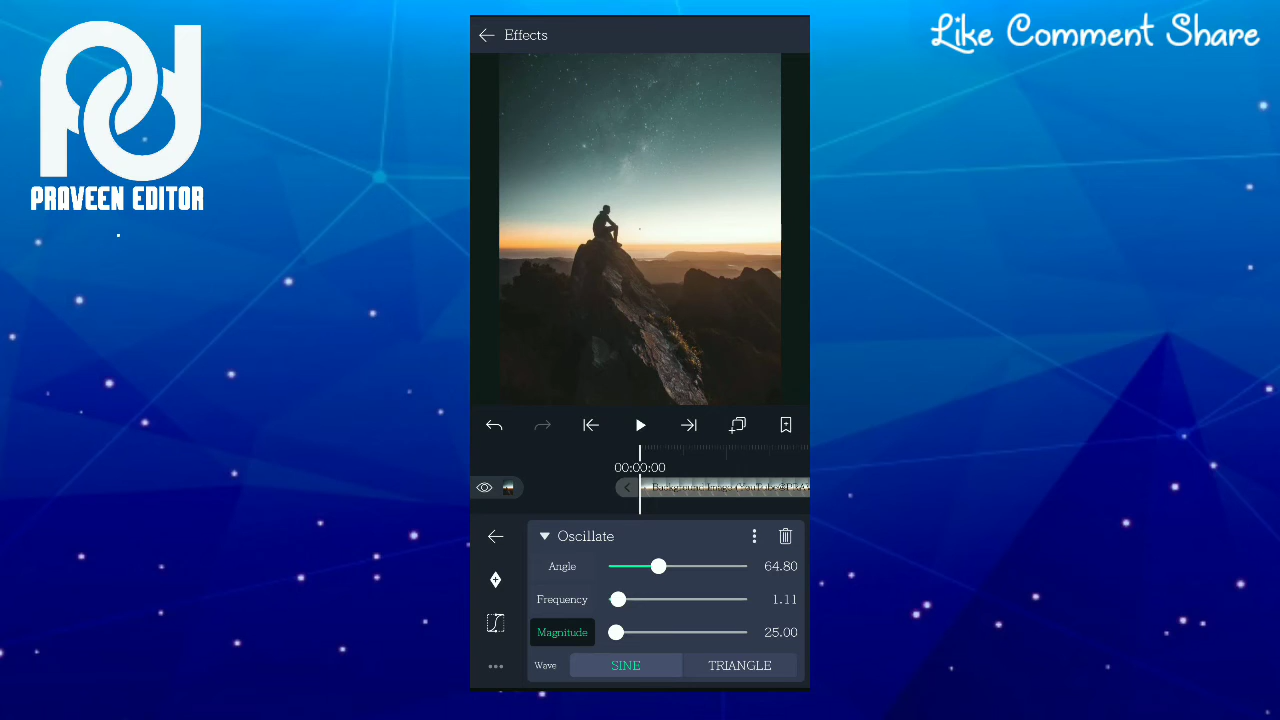 Like Comment Share
PRAVEEN EDITOR
Effects
00:00:00
Oscillate
Angle 64.80
Frequency 1.11
Magnitude 25.00
Wave SINE TRIANGLE